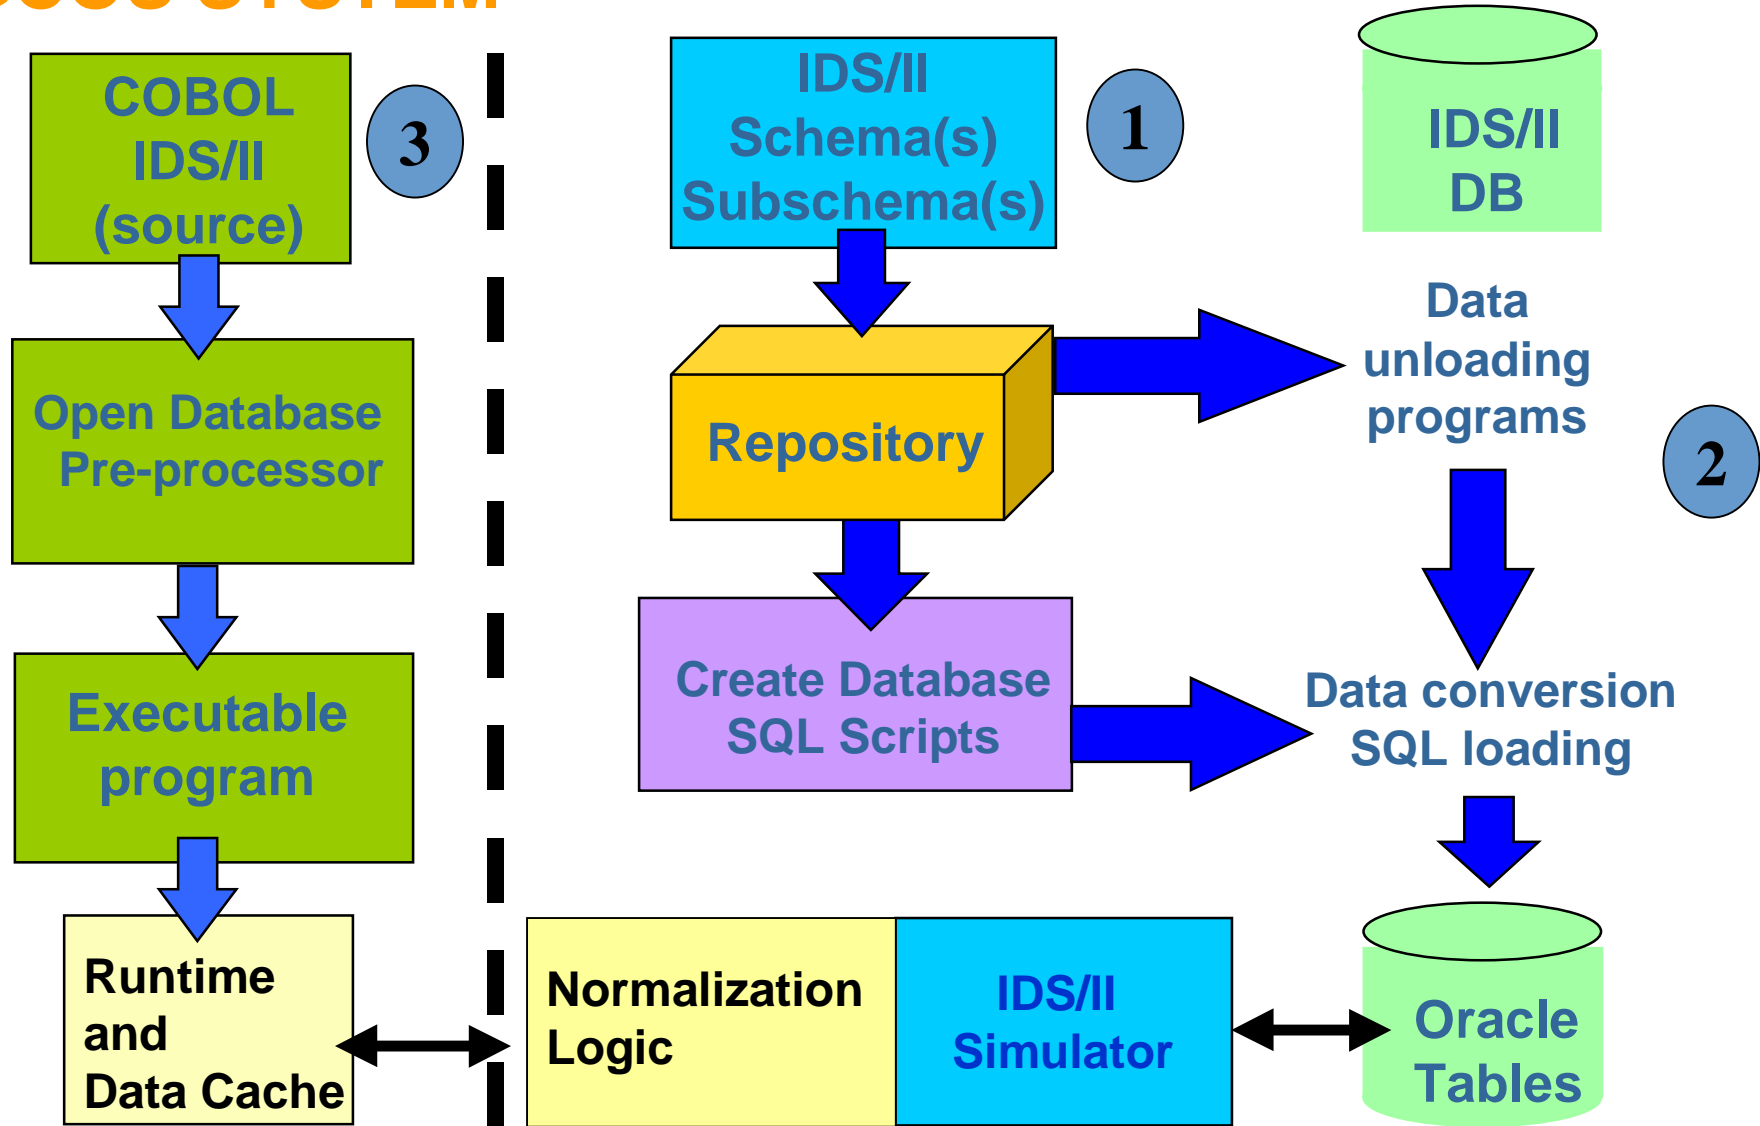 SYSTEM
COBOL
IDS/II
(source)
3
IDS/II
Schema(s)
Subschema(s)
1
IDS/II
DB
Open Database
Pre-processor
Repository
Data
unloading
programs
2
Executable
program
Create Database
SQL Scripts
Data conversion
SQL loading
Runtime
and
Data Cache
Normalization
Logic
IDS/II
Simulator
Oracle
Tables